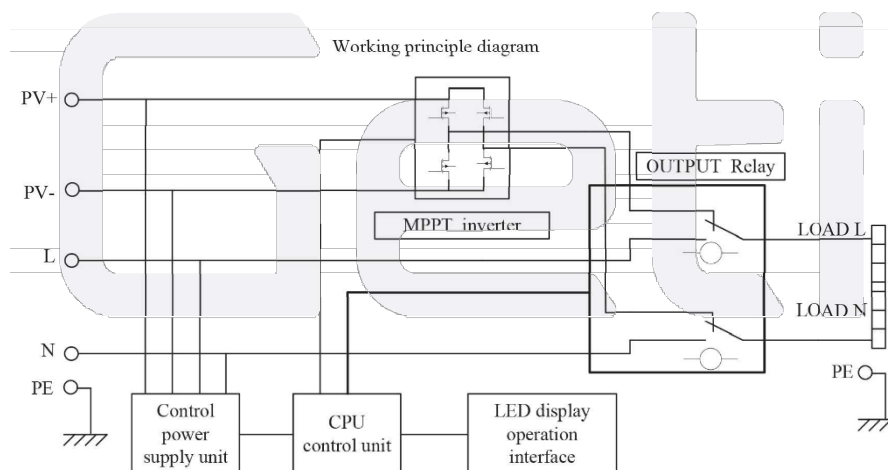 Working principle diagram
PV+
PV-
OUTPUT Relay
MPPT inverter
LOAD L
L
LOAD N
N
PE
PE
Control
power
supply unit
CPU
control unit
LED display
operation
interface